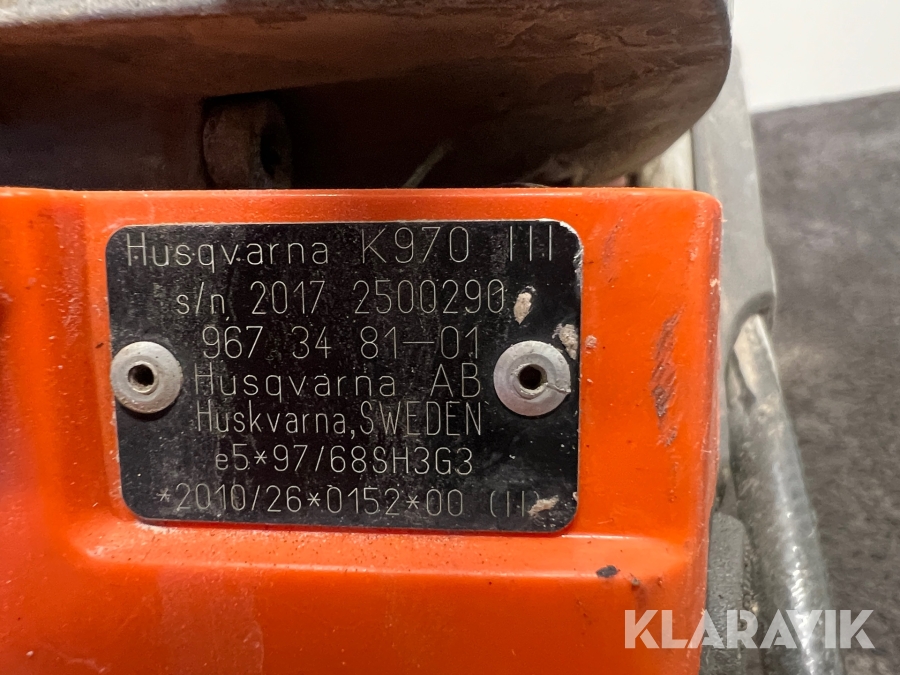 Husqvarna K970 III
s/n 2017 2500290
967 34 81-01
Husqvarna AB
Huskvarna, SWEDEN
e5*97/68SH3G3
*2010/26*0152*00 (II)
KLARAVIK